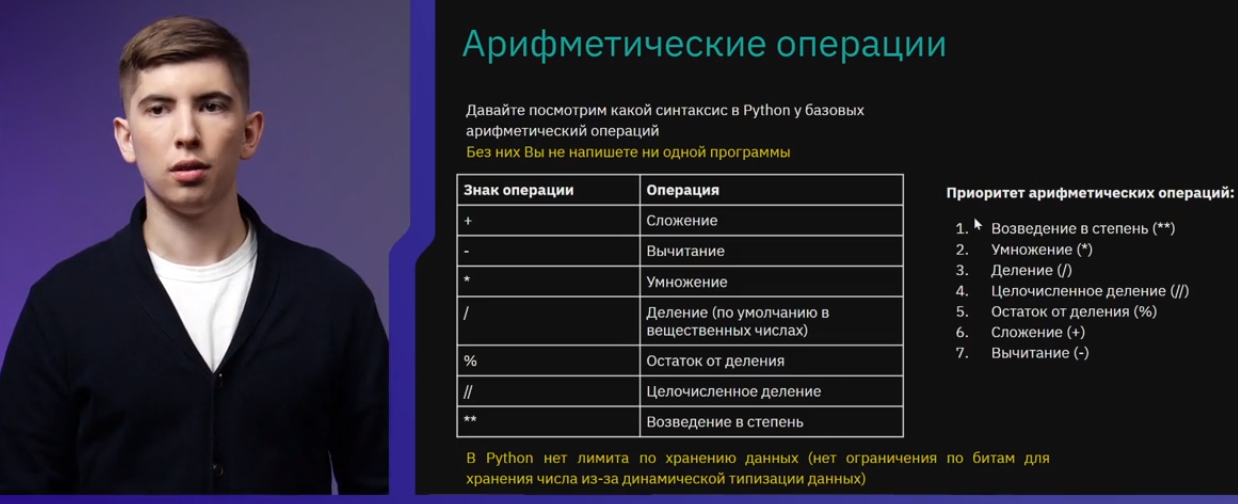 Арифметические операции
Давайте посмотрим какой синтаксис в Python у базовых
арифметический операций
Без них Вы не напишете ни одной программы
Знак операции Операция
+ Сложение
- Вычитание
* Умножение
/ Деление (по умолчанию в
вещественных числах)
% Остаток от деления
// Целочисленное деление
** Возведение в степень
В Python нет лимита по хранению данных (нет ограничения по битам для
хранения числа из-за динамической типизации данных)
Приоритет арифметических операций:
1. Возведение в степень (**)
2. Умножение (*)
3. Деление (/)
4. Целочисленное деление (//)
5. Остаток от деления (%)
6. Сложение (+)
7. Вычитание (-)